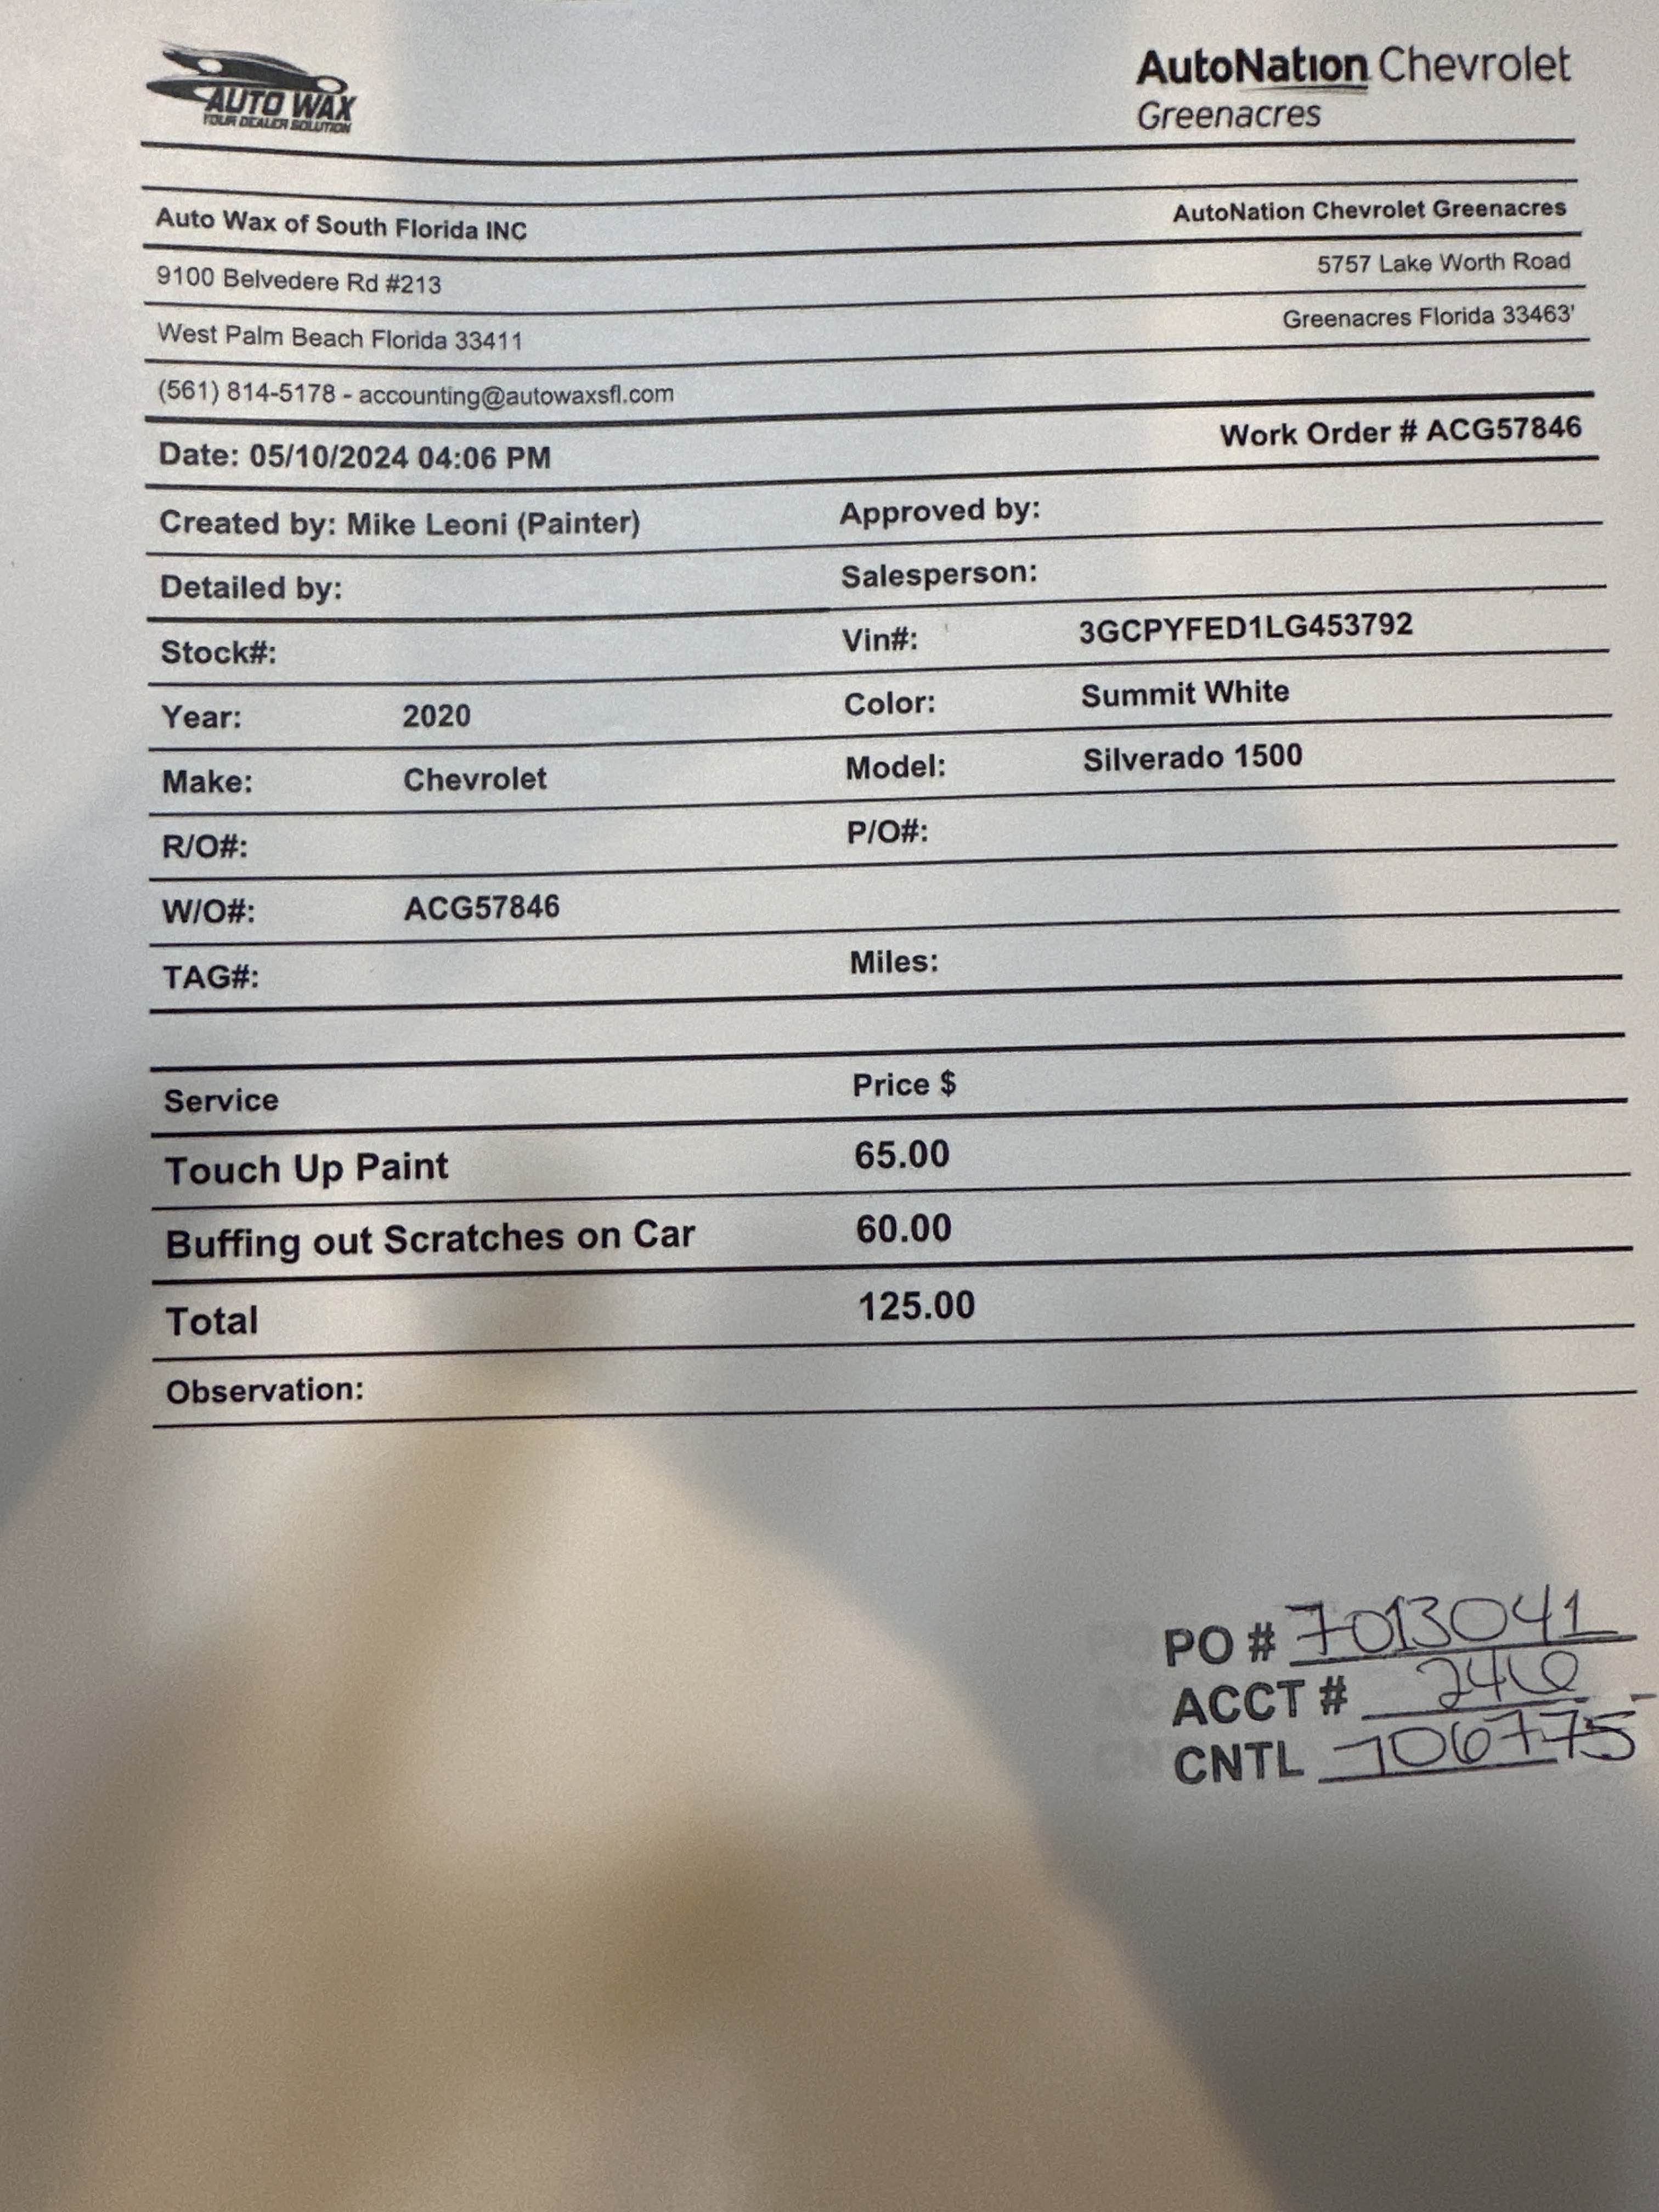 AUTO WAX
YOUR DEALER SOLUTION
AutoNation Chevrolet
Greenacres
Auto Wax of South Florida INC
AutoNation Chevrolet Greenacres
9100 Belvedere Rd #213
5757 Lake Worth Road
West Palm Beach Florida 33411
Greenacres Florida 33463'
(561) 814-5178 - accounting@autowaxsfl.com
Date: 05/10/2024 04:06 PM
Work Order # ACG57846
Created by: Mike Leoni (Painter)
Approved by:
Detailed by:
Salesperson:
Stock#:
Vin#: 3GCPYFED1LG453792
Year: 2020
Color: Summit White
Make: Chevrolet
Model: Silverado 1500
R/O#:
P/O#:
W/O#: ACG57846
TAG#:
Miles:
Service Price $
Touch Up Paint 65.00
Buffing out Scratches on Car 60.00
Total 125.00
Observation:
PO # 7013041
ACCT # 246
CNTL 706775